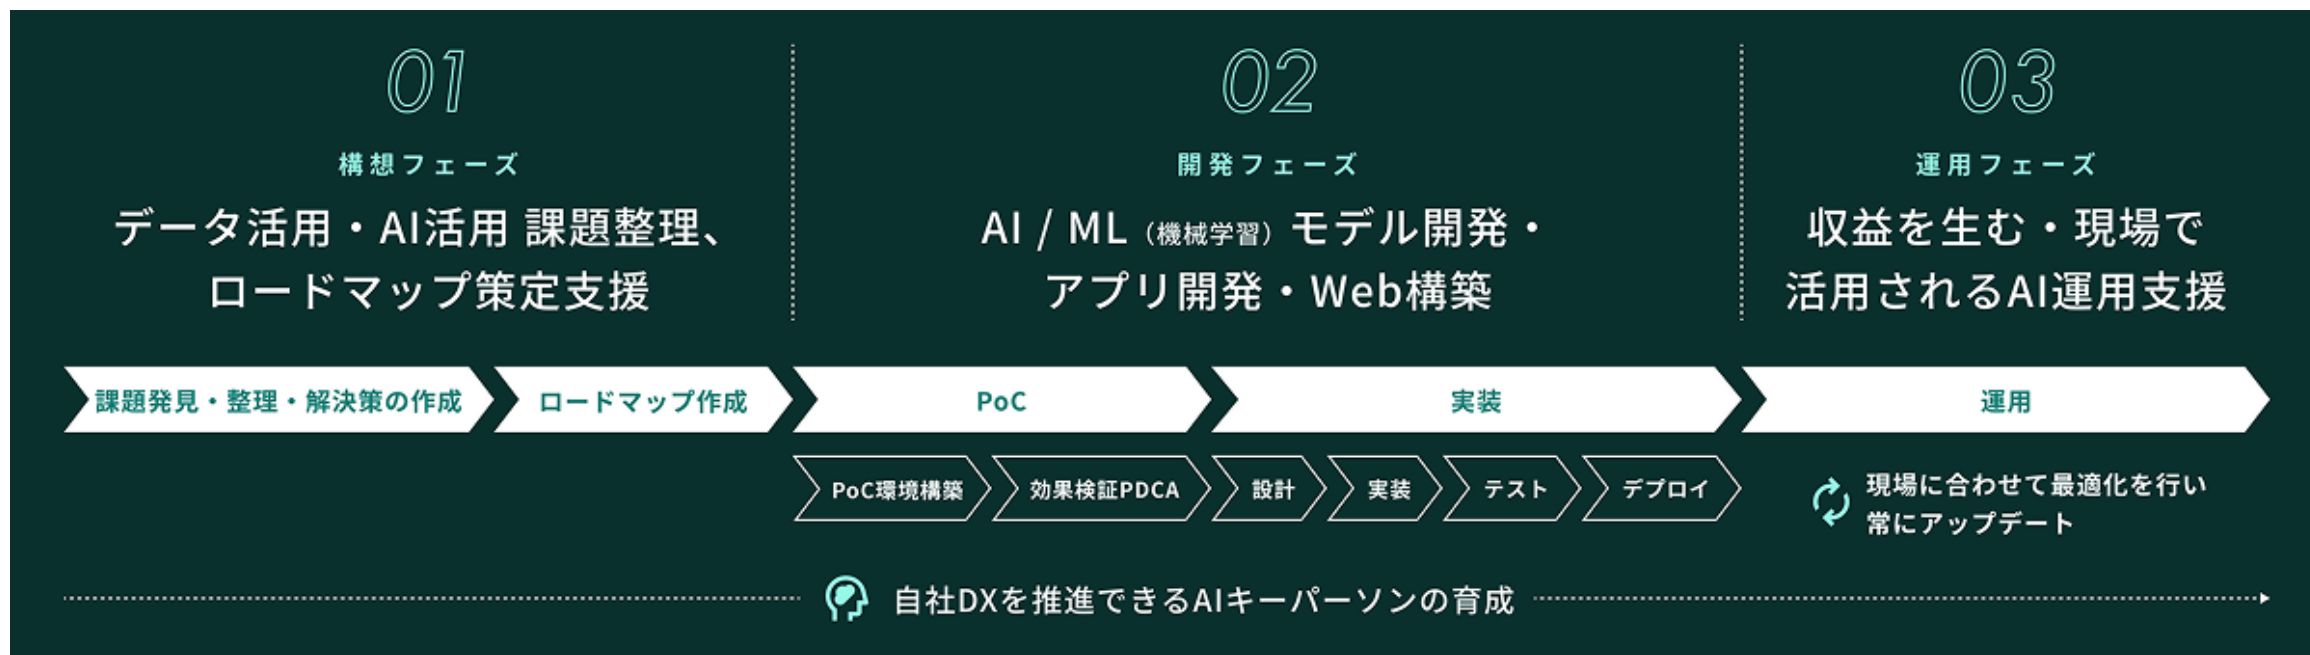 01
構想フェーズ
データ活用・AI活用 課題整理、
ロードマップ策定支援
02
開発フェーズ
AI / ML（機械学習）モデル開発・
アプリ開発・Web構築
03
運用フェーズ
収益を生む・現場で
活用されるAI運用支援
課題発見・整理・解決策の作成
ロードマップ作成
PoC
実装
運用
PoC環境構築
効果検証PDCA
設計
実装
テスト
デプロイ
現場に合わせて最適化を行い
常にアップデート
自社DXを推進できるAIキーパーソンの育成